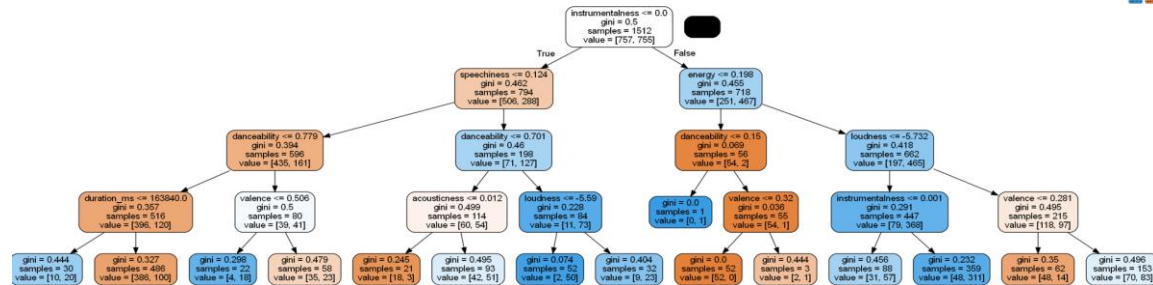 instrumentalness <= 0.0
gini = 0.5
samples = 1512
value = [757, 755]
True
False
speechiness <= 0.124
gini = 0.462
samples = 794
value = [506, 288]
energy <= 0.198
gini = 0.455
samples = 718
value = [251, 467]
danceability <= 0.779
gini = 0.394
samples = 596
value = [435, 161]
danceability <= 0.701
gini = 0.46
samples = 198
value = [71, 127]
danceability <= 0.15
gini = 0.069
samples = 56
value = [54, 2]
loudness <= -5.732
gini = 0.418
samples = 662
value = [197, 465]
duration_ms <= 163840.0
gini = 0.357
samples = 516
value = [396, 120]
valence <= 0.506
gini = 0.5
samples = 80
value = [39, 41]
acousticness <= 0.012
gini = 0.499
samples = 114
value = [60, 54]
loudness <= -5.59
gini = 0.228
samples = 84
value = [11, 73]
gini = 0.0
samples = 1
value = [0, 1]
valence <= 0.32
gini = 0.036
samples = 55
value = [54, 1]
instrumentalness <= 0.001
gini = 0.291
samples = 447
value = [79, 368]
valence <= 0.281
gini = 0.495
samples = 215
value = [118, 97]
gini = 0.444
samples = 30
value = [10, 20]
gini = 0.327
samples = 486
value = [386, 100]
gini = 0.298
samples = 22
value = [4, 18]
gini = 0.479
samples = 58
value = [35, 23]
gini = 0.245
samples = 21
value = [18, 3]
gini = 0.495
samples = 93
value = [42, 51]
gini = 0.074
samples = 52
value = [2, 50]
gini = 0.404
samples = 32
value = [9, 23]
gini = 0.0
samples = 52
value = [52, 0]
gini = 0.444
samples = 3
value = [2, 1]
gini = 0.456
samples = 88
value = [31, 57]
gini = 0.232
samples = 359
value = [48, 311]
gini = 0.35
samples = 62
value = [48, 14]
gini = 0.496
samples = 153
value = [70, 83]